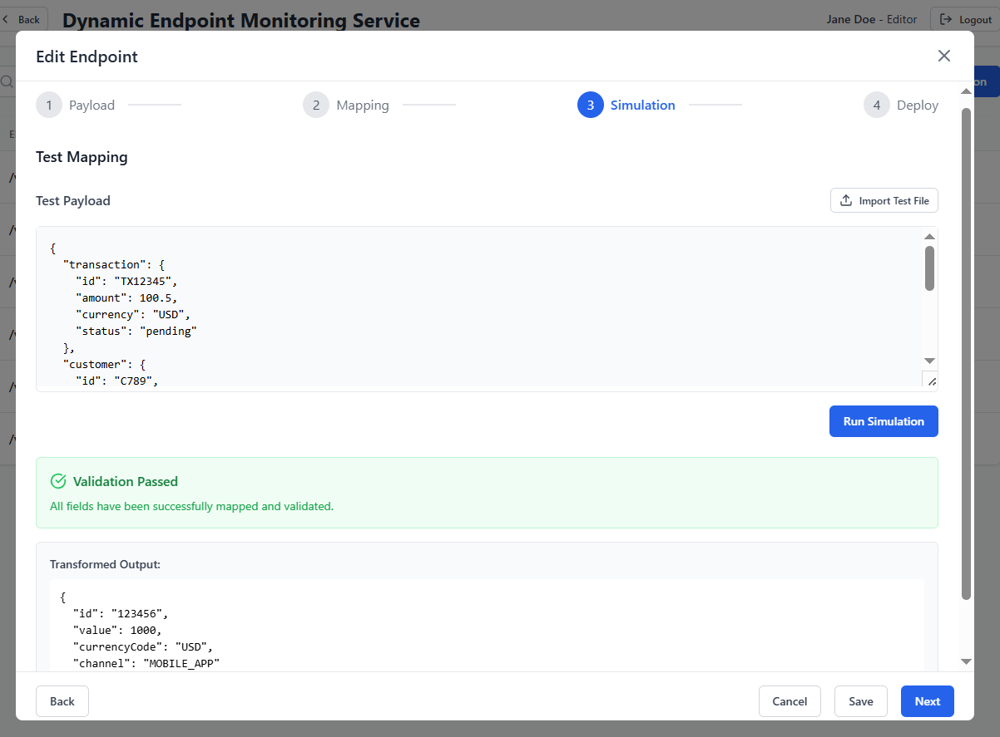 Back
Dynamic Endpoint Monitoring Service
Jane Doe - Editor
Logout
Edit Endpoint
1 Payload
2 Mapping
3 Simulation
4 Deploy
Test Mapping
Test Payload
Import Test File
{
"transaction": {
"id": "TX12345",
"amount": 100.5,
"currency": "USD",
"status": "pending"
},
"customer": {
"id": "C789",
Run Simulation
Validation Passed
All fields have been successfully mapped and validated.
Transformed Output:
{
"id": "123456",
"value": 1000,
"currencyCode": "USD",
"channel": "MOBILE_APP"
Back
Cancel
Save
Next